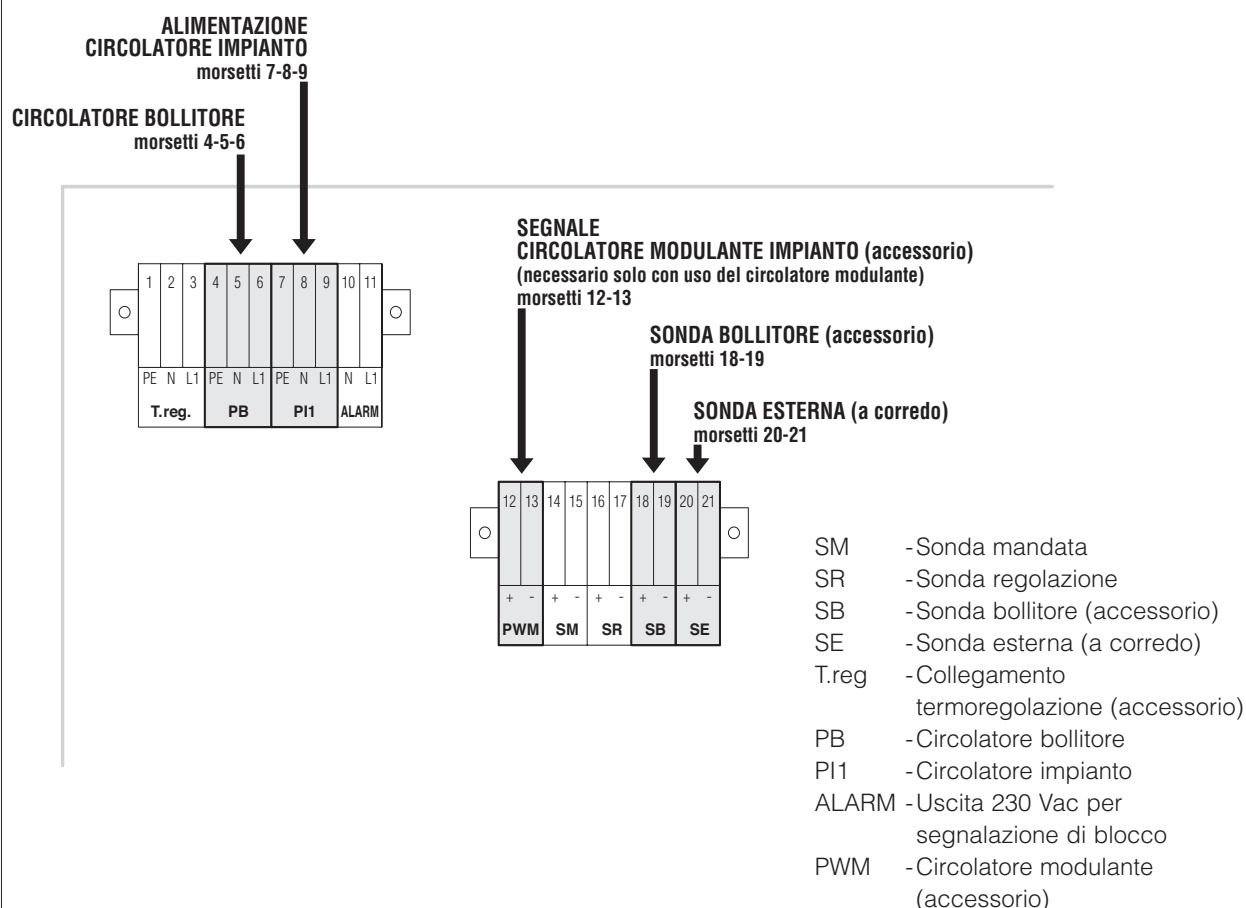 ALIMENTAZIONE
CIRCOLATORE IMPIANTO
morsetti 7-8-9
CIRCOLATORE BOLLITORE
morsetti 4-5-6
SEGNALE
CIRCOLATORE MODULANTE IMPIANTO (accessorio)
(necessario solo con uso del circolatore modulante)
morsetti 12-13
1 2 3 4 5 6 7 8 9 10 11
PE N L1 PE N L1 PE N L1 N L1
T.reg. PB PI1 ALARM
SONDA BOLLITORE (accessorio)
morsetti 18-19
SONDA ESTERNA (a corredo)
morsetti 20-21
12 13 14 15 16 17 18 19 20 21
+ - + - + - + - + -
PWM SM SR SB SE
SM -Sonda mandata
SR -Sonda regolazione
SB -Sonda bollitore (accessorio)
SE -Sonda esterna (a corredo)
T.reg -Collegamento
termoregolazione (accessorio)
PB -Circolatore bollitore
PI1 -Circolatore impianto
ALARM -Uscita 230 Vac per
segnalazione di blocco
PWM -Circolatore modulante
(accessorio)